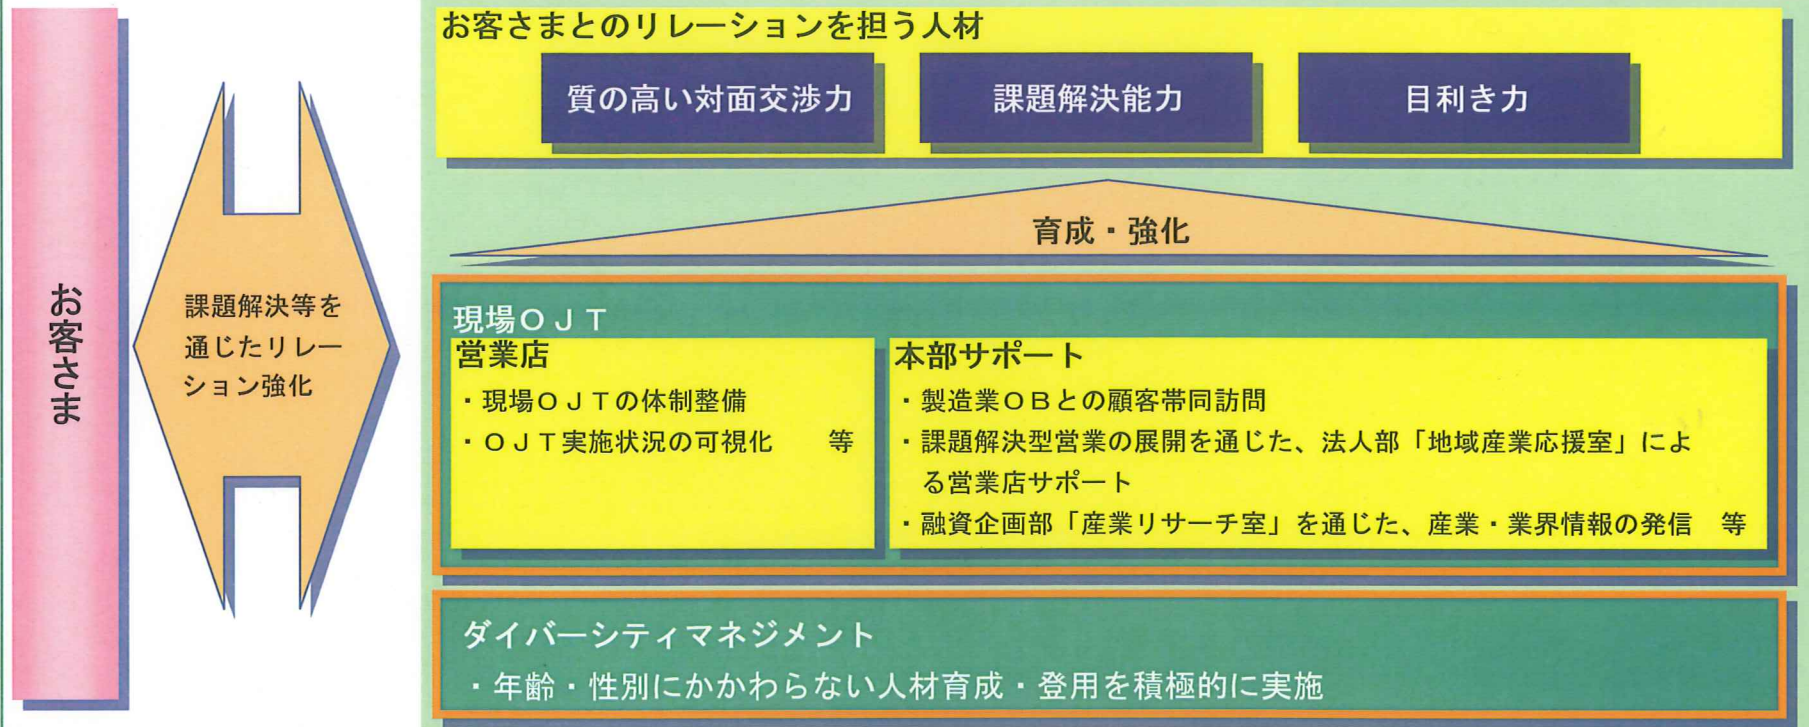 お客さま
課題解決等を
通じたリレー
ション強化
お客さまとのリレーションを担う人材
質の高い対面交渉力
課題解決能力
目利き力
育成・強化
現場ＯＪＴ
営業店
・現場ＯＪＴの体制整備
・ＯＪＴ実施状況の可視化　　等
本部サポート
・製造業ＯＢとの顧客帯同訪問
・課題解決型営業の展開を通じた、法人部「地域産業応援室」によ
る営業店サポート
・融資企画部「産業リサーチ室」を通じた、産業・業界情報の発信　等
ダイバーシティマネジメント
・年齢・性別にかかわらない人材育成・登用を積極的に実施